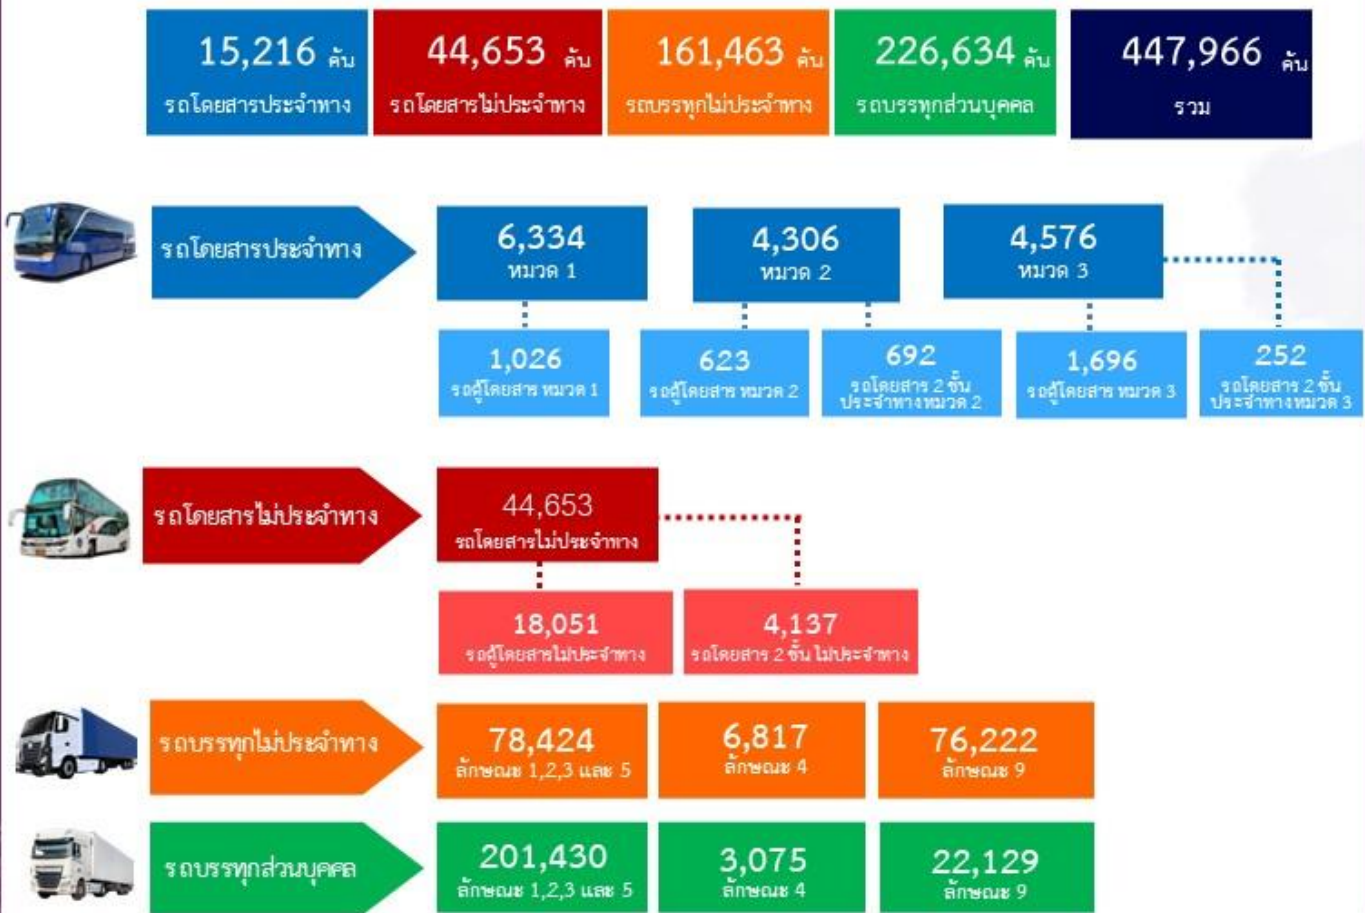 15,216 คัน
รถโดยสารประจำทาง
44,653 คัน
รถโดยสารไม่ประจำทาง
161,463 คัน
รถบรรทุกไม่ประจำทาง
226,634 คัน
รถบรรทุกส่วนบุคคล
447,966 คัน
รวม
รถโดยสารประจำทาง
6,334
หมวด 1
4,306
หมวด 2
4,576
หมวด 3
1,026
รถตู้โดยสาร หมวด 1
623
รถตู้โดยสาร หมวด 2
692
รถโดยสาร 2 ชั้น
ประจำทางหมวด 2
1,696
รถตู้โดยสาร หมวด 3
252
รถโดยสาร 2 ชั้น
ประจำทางหมวด 3
รถโดยสารไม่ประจำทาง
44,653
รถโดยสารไม่ประจำทาง
18,051
รถตู้โดยสารไม่ประจำทาง
4,137
รถโดยสาร 2 ชั้น ไม่ประจำทาง
รถบรรทุกไม่ประจำทาง
78,424
ลักษณะ 1,2,3 และ 5
6,817
ลักษณะ 4
76,222
ลักษณะ 9
รถบรรทุกส่วนบุคคล
201,430
ลักษณะ 1,2,3 และ 5
3,075
ลักษณะ 4
22,129
ลักษณะ 9